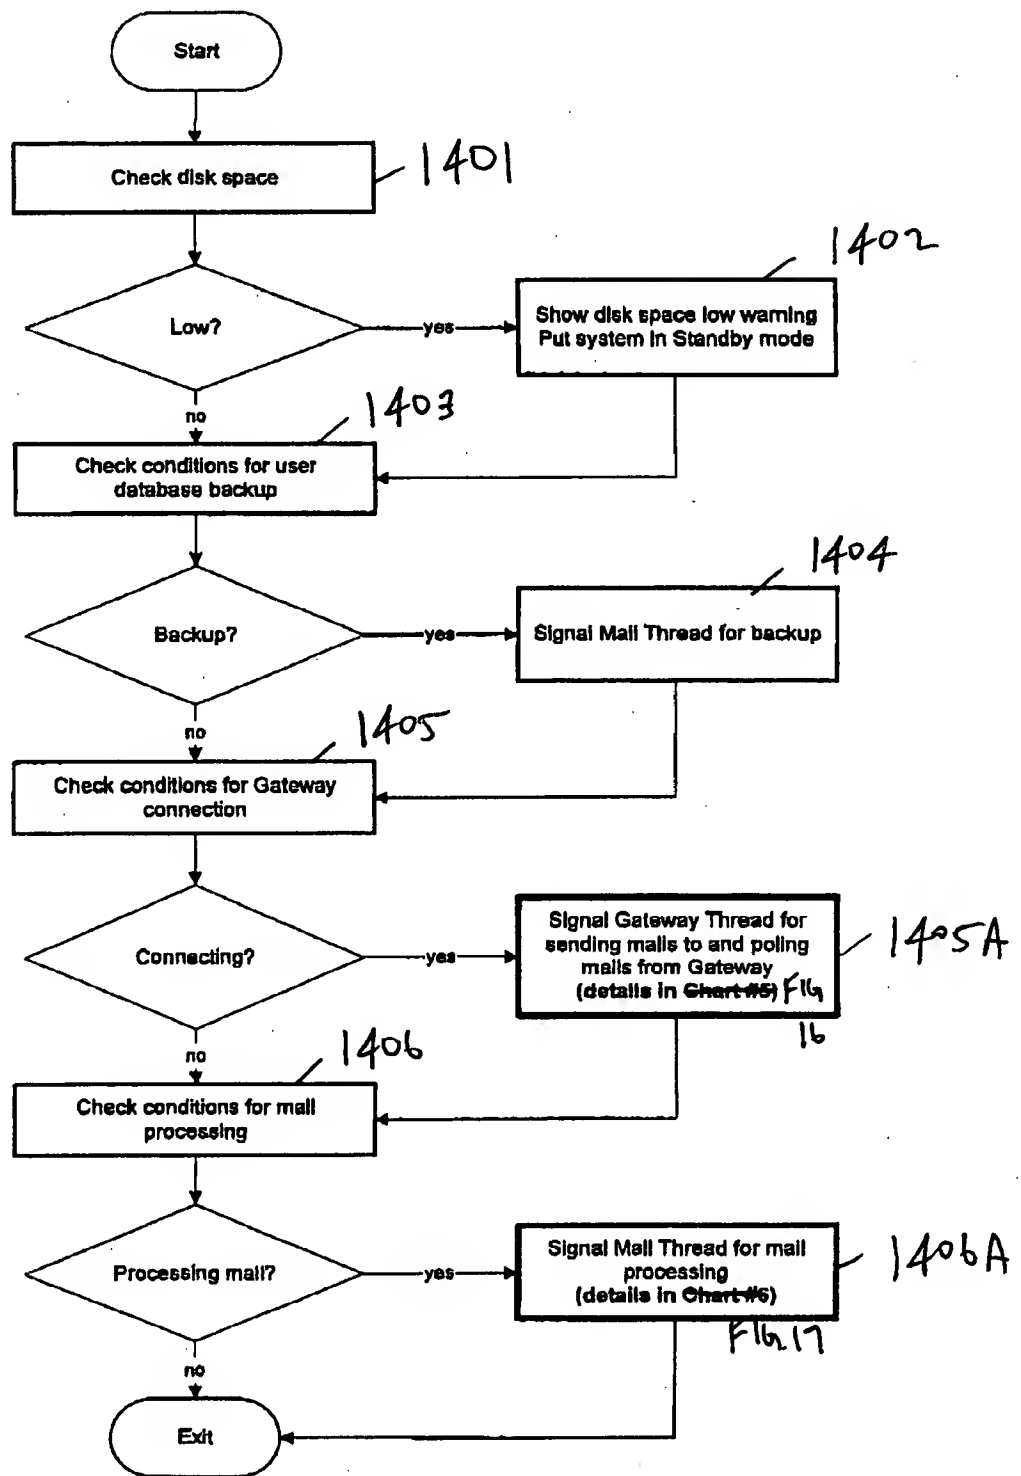 Start
Check disk space
1401
Low?
yes
Show disk space low warning
Put system in Standby mode
1402
no
1403
Check conditions for user
database backup
Backup?
yes
Signal Mail Thread for backup
1404
no
1405
Check conditions for Gateway
connection
Connecting?
yes
Signal Gateway Thread for
sending mails to and poling
mails from Gateway
(details in Chart #5) FIG
16
1405A
no
1406
Check conditions for mail
processing
Processing mail?
yes
Signal Mail Thread for mail
processing
(details in Chart #6)
FIG. 17
1406A
no
Exit